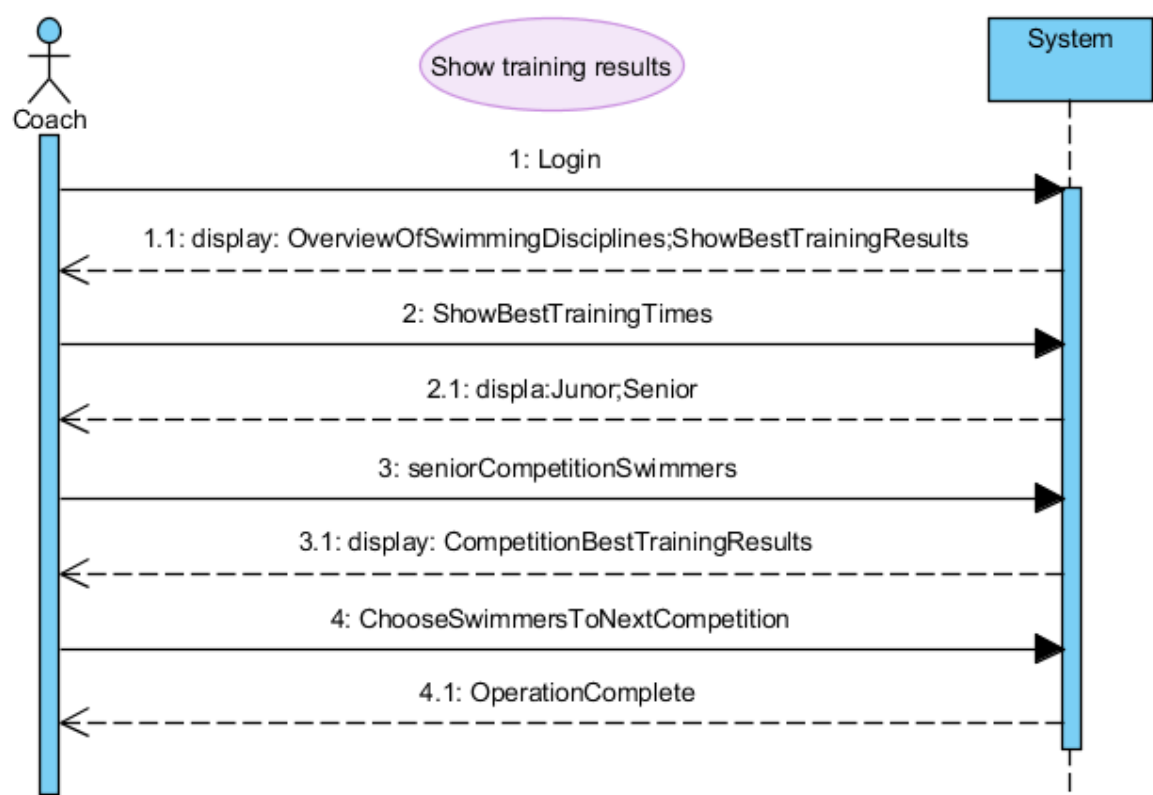 Show training results
System
Coach
1: Login
1.1: display: OverviewOfSwimmingDisciplines;ShowBestTrainingResults
2: ShowBestTrainingTimes
2.1: displa:Junor;Senior
3: seniorCompetitionSwimmers
3.1: display: CompetitionBestTrainingResults
4: ChooseSwimmersToNextCompetition
4.1: OperationComplete